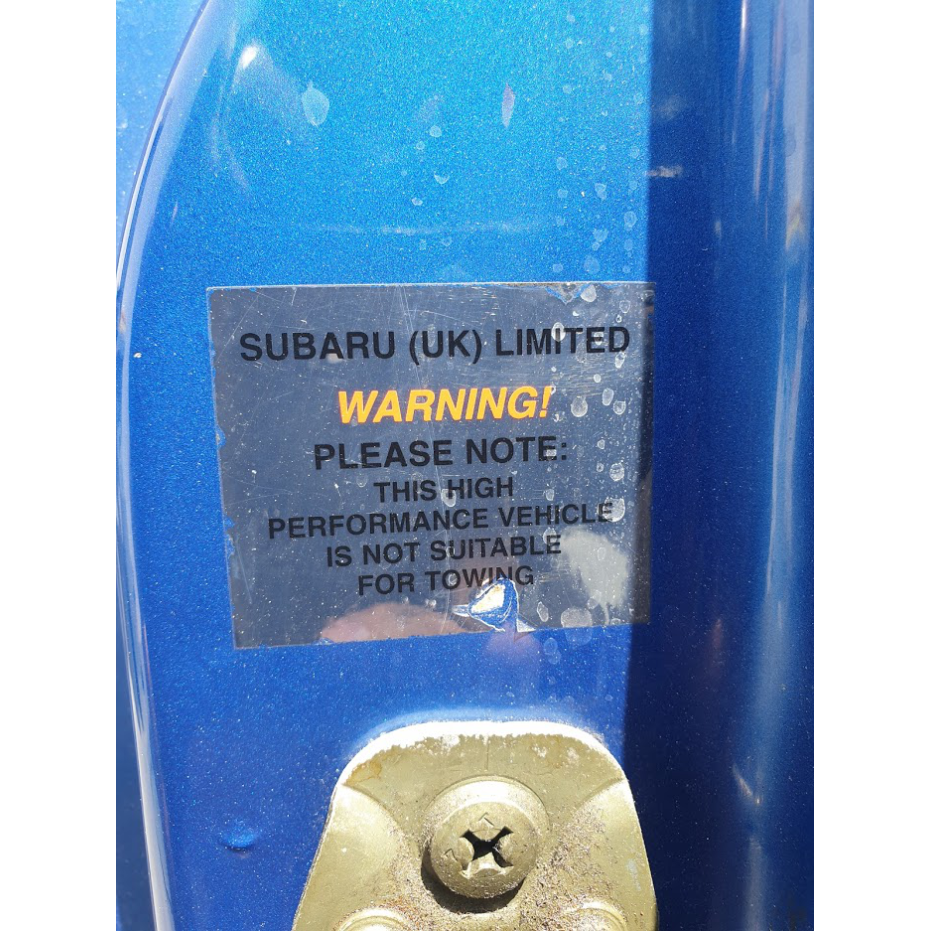 SUBARU (UK) LIMITED
WARNING!
PLEASE NOTE:
THIS HIGH
PERFORMANCE VEHICLE
IS NOT SUITABLE
FOR TOWING